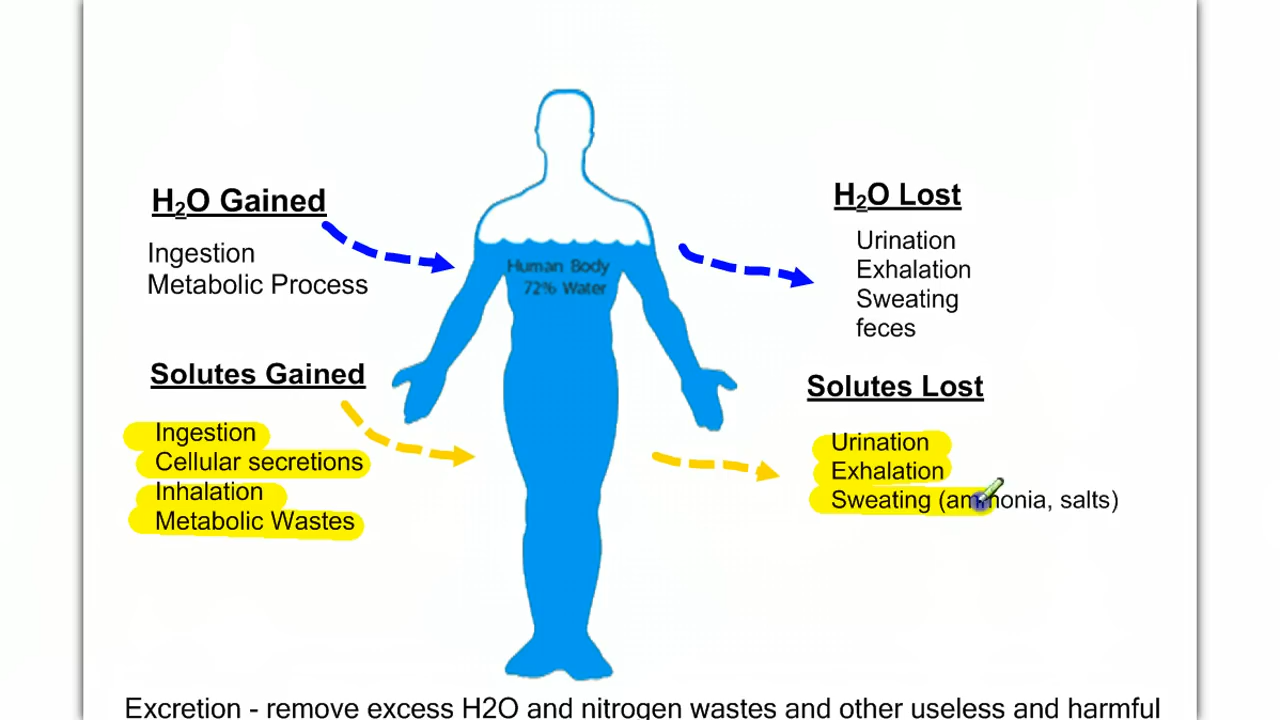 H₂O Gained
Ingestion
Metabolic Process
Solutes Gained
Ingestion
Cellular secretions
Inhalation
Metabolic Wastes
Human Body
72% Water
H₂O Lost
Urination
Exhalation
Sweating
feces
Solutes Lost
Urination
Exhalation
Sweating (ammonia, salts)
Excretion - remove excess H2O and nitrogen wastes and other useless and harmful